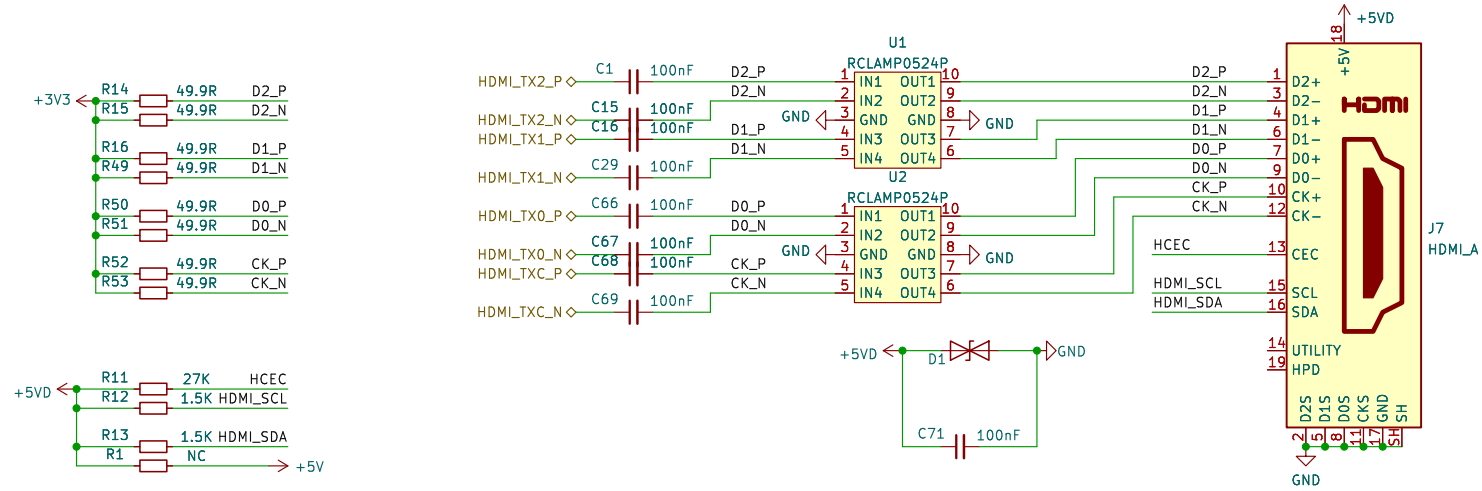 +3V3
R14 49.9R D2_P
R15 49.9R D2_N
R16 49.9R D1_P
R49 49.9R D1_N
R50 49.9R D0_P
R51 49.9R D0_N
R52 49.9R CK_P
R53 49.9R CK_N
+5VD
R11 27K HCEC
R12 1.5K HDMI_SCL
R13 1.5K HDMI_SDA
R1 NC +5V
HDMI_TX2_P C1 100nF D2_P
D2_N
HDMI_TX2_N C15 100nF
HDMI_TX1_P C16 100nF D1_P
D1_N
HDMI_TX1_N C29 100nF
HDMI_TX0_P C66 100nF D0_P
D0_N
HDMI_TX0_N C67 100nF
HDMI_TXC_P C68 100nF CK_P
CK_N
HDMI_TXC_N C69 100nF
U1
RCLAMP0524P
1 IN1 OUT1 10
2 IN2 OUT2 9
GND 3 GND GND 8 GND
4 IN3 OUT3 7
5 IN4 OUT4 6
U2
RCLAMP0524P
1 IN1 OUT1 10
2 IN2 OUT2 9
GND 3 GND GND 8 GND
4 IN3 OUT3 7
5 IN4 OUT4 6
+5VD D1 GND
C71 100nF
+5VD
18
+5V
HDMI
D2_P 1 D2+
D2_N 3 D2-
D1_P 4 D1+
D1_N 6 D1-
D0_P 7 D0+
D0_N 9 D0-
CK_P 10 CK+
CK_N 12 CK-
HCEC 13 CEC
HDMI_SCL 15 SCL
HDMI_SDA 16 SDA
14 UTILITY
19 HPD
J7
HDMI_A
D2S D1S D0S CKS GND SH
2 5 8 11 17 SH
GND